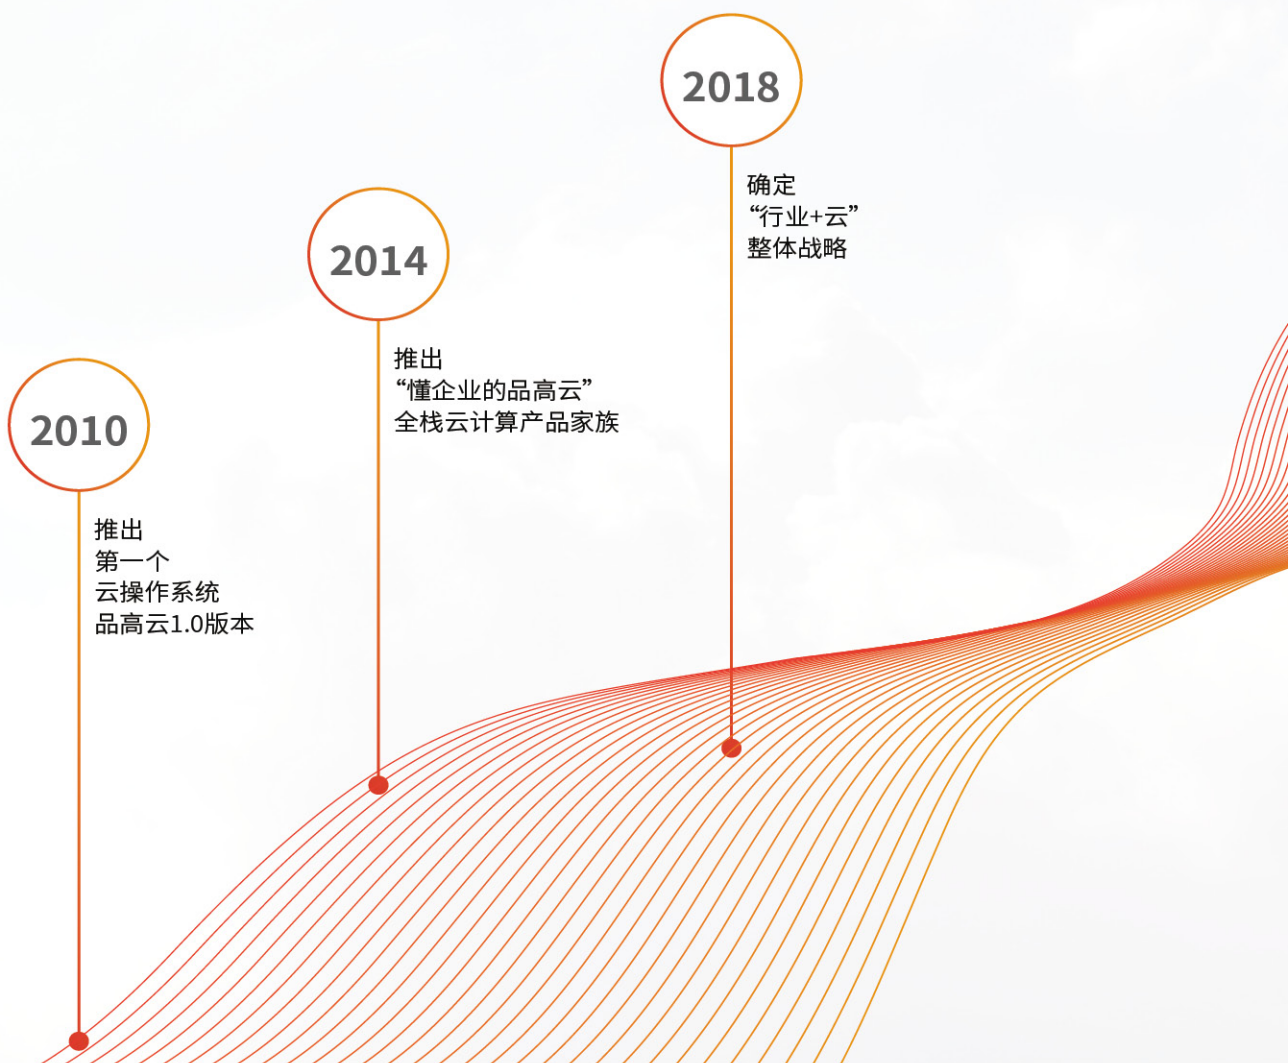 2010
推出
第一个
云操作系统
品高云1.0版本
2014
推出
“懂企业的品高云”
全栈云计算产品家族
2018
确定
“行业+云”
整体战略